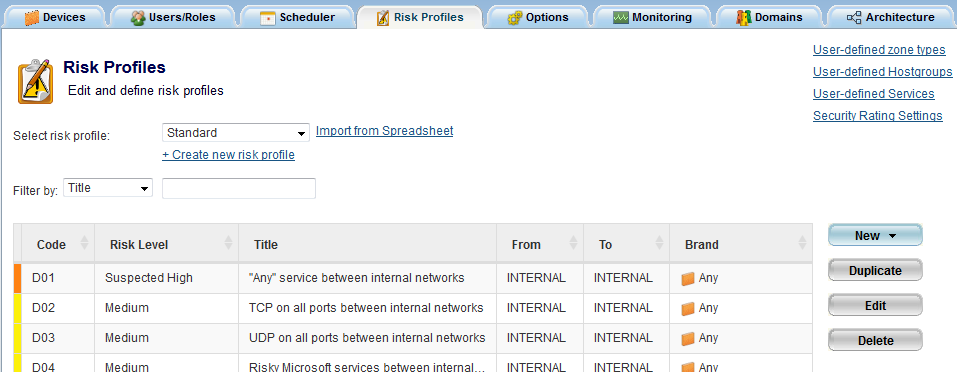 Devices Users/Roles Scheduler Risk Profiles Options Monitoring Domains Architecture
User-defined zone types
User-defined Hostgroups
User-defined Services
Security Rating Settings
Risk Profiles
Edit and define risk profiles
Select risk profile: Standard Import from Spreadsheet
+ Create new risk profile
Filter by: Title
Code Risk Level Title From To Brand
D01 Suspected High "Any" service between internal networks INTERNAL INTERNAL Any
D02 Medium TCP on all ports between internal networks INTERNAL INTERNAL Any
D03 Medium UDP on all ports between internal networks INTERNAL INTERNAL Any
D04 Medium Risky Microsoft services between internal... INTERNAL INTERNAL Any
New
Duplicate
Edit
Delete